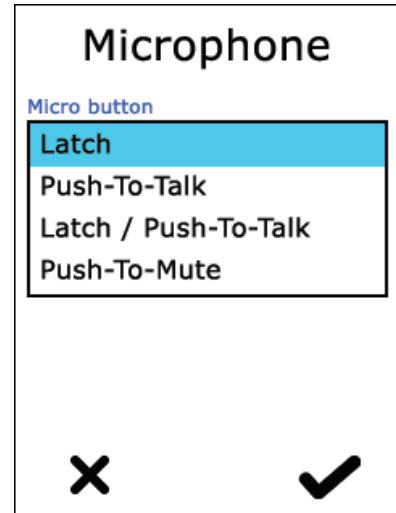 Microphone
Micro button
Latch
Push-To-Talk
Latch / Push-To-Talk
Push-To-Mute